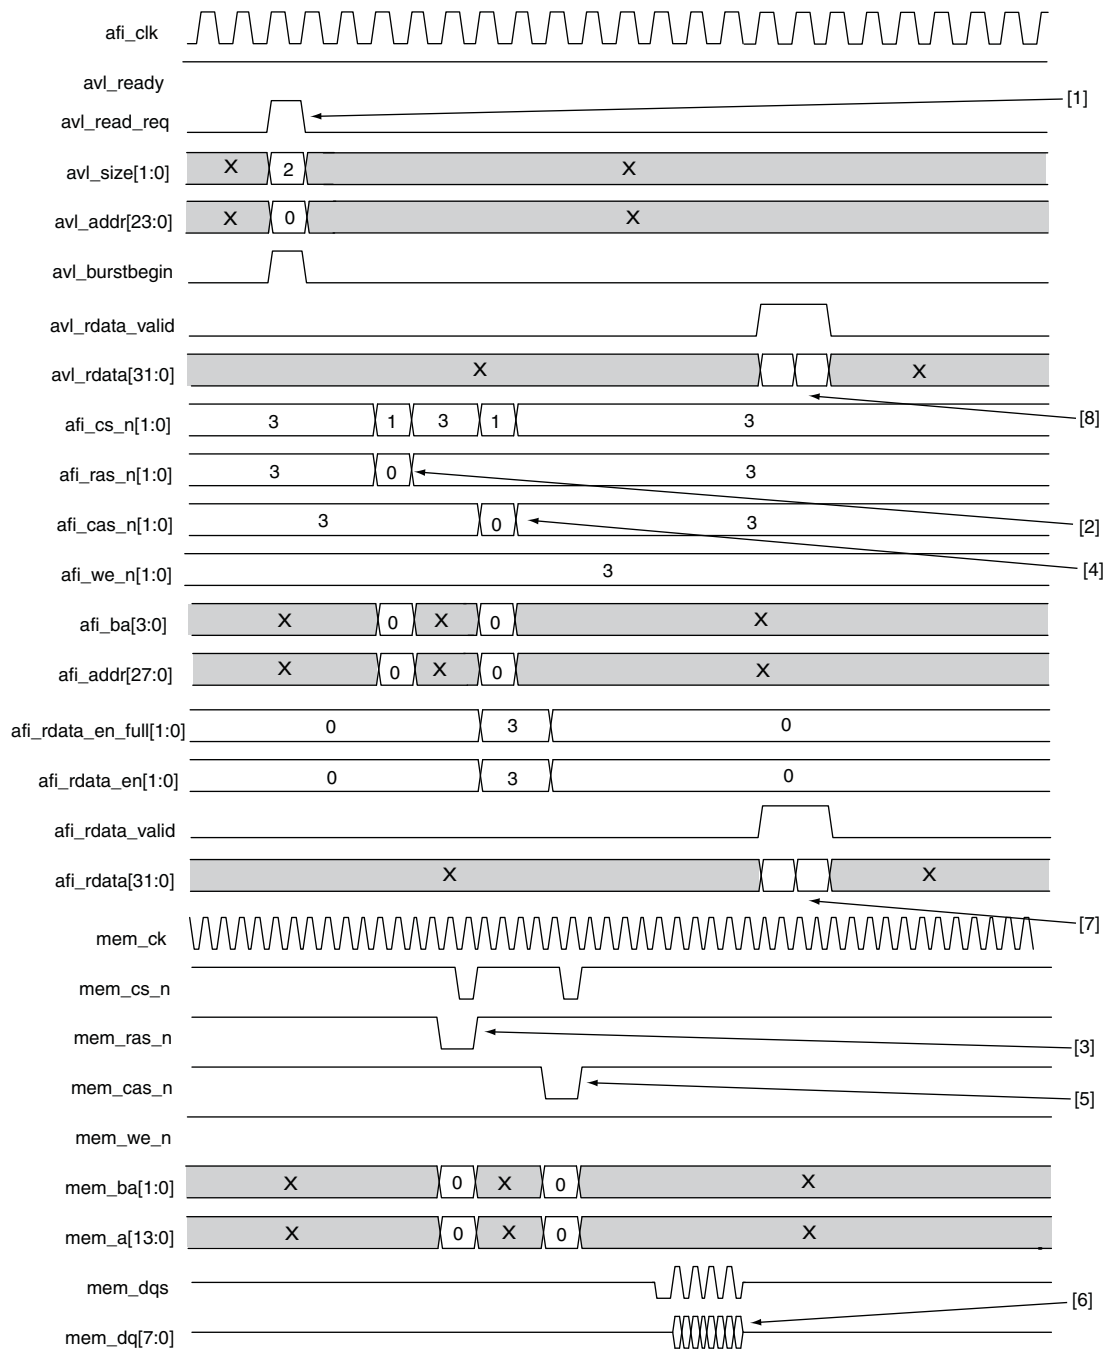 afi_clk
avl_ready
[1]
avl_read_req
avl_size[1:0] X 2 X
avl_addr[23:0] X 0 X
avl_burstbegin
avl_rdata_valid
avl_rdata[31:0] X X
[8]
afi_cs_n[1:0] 3 1 3 1 3
afi_ras_n[1:0] 3 0 3
[2]
afi_cas_n[1:0] 3 0 3
[4]
afi_we_n[1:0] 3
afi_ba[3:0] X 0 X 0 X
afi_addr[27:0] X 0 X 0 X
afi_rdata_en_full[1:0] 0 3 0
afi_rdata_en[1:0] 0 3 0
afi_rdata_valid
afi_rdata[31:0] X X
[7]
mem_ck
mem_cs_n
mem_ras_n
[3]
mem_cas_n
[5]
mem_we_n
mem_ba[1:0] X 0 X 0 X
mem_a[13:0] X 0 X 0 X
mem_dqs
[6]
mem_dq[7:0]